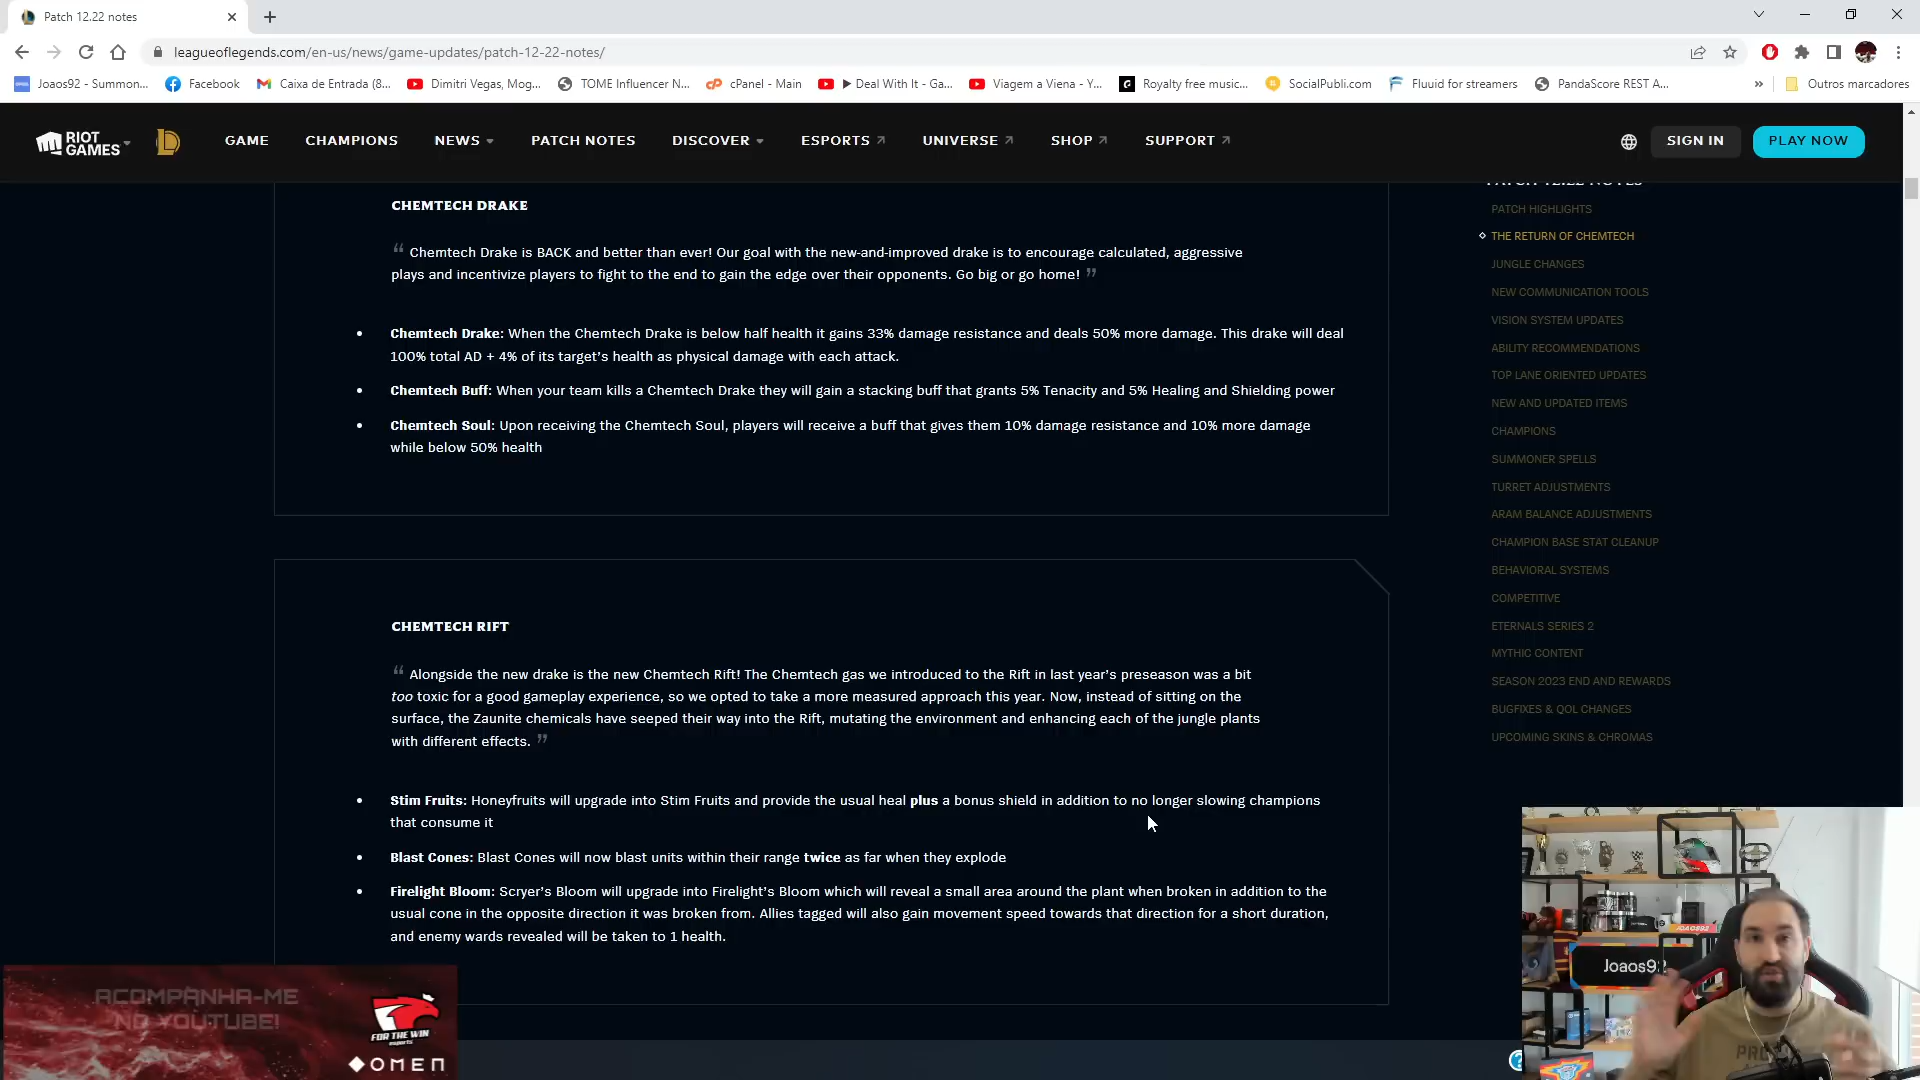 Patch 12.22 notes
leagueoflegends.com/en-us/news/game-updates/patch-12-22-notes/
Joaos92 - Summon... Facebook Caixa de Entrada (8... Dimitri Vegas, Mog... TOME Influencer N... cPanel - Main ▶ Deal With It - Ga... Viagem a Viena - Y... Royalty free music... SocialPubli.com Fluuid for streamers PandaScore REST A... » Outros marcadores
RIOT GAMES GAME CHAMPIONS NEWS PATCH NOTES DISCOVER ESPORTS UNIVERSE SHOP SUPPORT SIGN IN PLAY NOW
CHEMTECH DRAKE
“ Chemtech Drake is BACK and better than ever! Our goal with the new-and-improved drake is to encourage calculated, aggressive
plays and incentivize players to fight to the end to gain the edge over their opponents. Go big or go home! ”
• Chemtech Drake: When the Chemtech Drake is below half health it gains 33% damage resistance and deals 50% more damage. This drake will deal
100% total AD + 4% of its target’s health as physical damage with each attack.
• Chemtech Buff: When your team kills a Chemtech Drake they will gain a stacking buff that grants 5% Tenacity and 5% Healing and Shielding power
• Chemtech Soul: Upon receiving the Chemtech Soul, players will receive a buff that gives them 10% damage resistance and 10% more damage
while below 50% health
CHEMTECH RIFT
“ Alongside the new drake is the new Chemtech Rift! The Chemtech gas we introduced to the Rift in last year’s preseason was a bit
too toxic for a good gameplay experience, so we opted to take a more measured approach this year. Now, instead of sitting on the
surface, the Zaunite chemicals have seeped their way into the Rift, mutating the environment and enhancing each of the jungle plants
with different effects. ”
• Stim Fruits: Honeyfruits will upgrade into Stim Fruits and provide the usual heal plus a bonus shield in addition to no longer slowing champions
that consume it
• Blast Cones: Blast Cones will now blast units within their range twice as far when they explode
• Firelight Bloom: Scryer’s Bloom will upgrade into Firelight’s Bloom which will reveal a small area around the plant when broken in addition to the
usual cone in the opposite direction it was broken from. Allies tagged will also gain movement speed towards that direction for a short duration,
and enemy wards revealed will be taken to 1 health.
PATCH 12.22 NOTES
PATCH HIGHLIGHTS
THE RETURN OF CHEMTECH
JUNGLE CHANGES
NEW COMMUNICATION TOOLS
VISION SYSTEM UPDATES
ABILITY RECOMMENDATIONS
TOP LANE ORIENTED UPDATES
NEW AND UPDATED ITEMS
CHAMPIONS
SUMMONER SPELLS
TURRET ADJUSTMENTS
ARAM BALANCE ADJUSTMENTS
CHAMPION BASE STAT CLEANUP
BEHAVIORAL SYSTEMS
COMPETITIVE
ETERNALS SERIES 2
MYTHIC CONTENT
SEASON 2023 END AND REWARDS
BUGFIXES & QOL CHANGES
UPCOMING SKINS & CHROMAS
ACOMPANHA-ME
NO YOUTUBE!
FOR THE WIN
esports
OMEN
JOAOS92
Joaos92